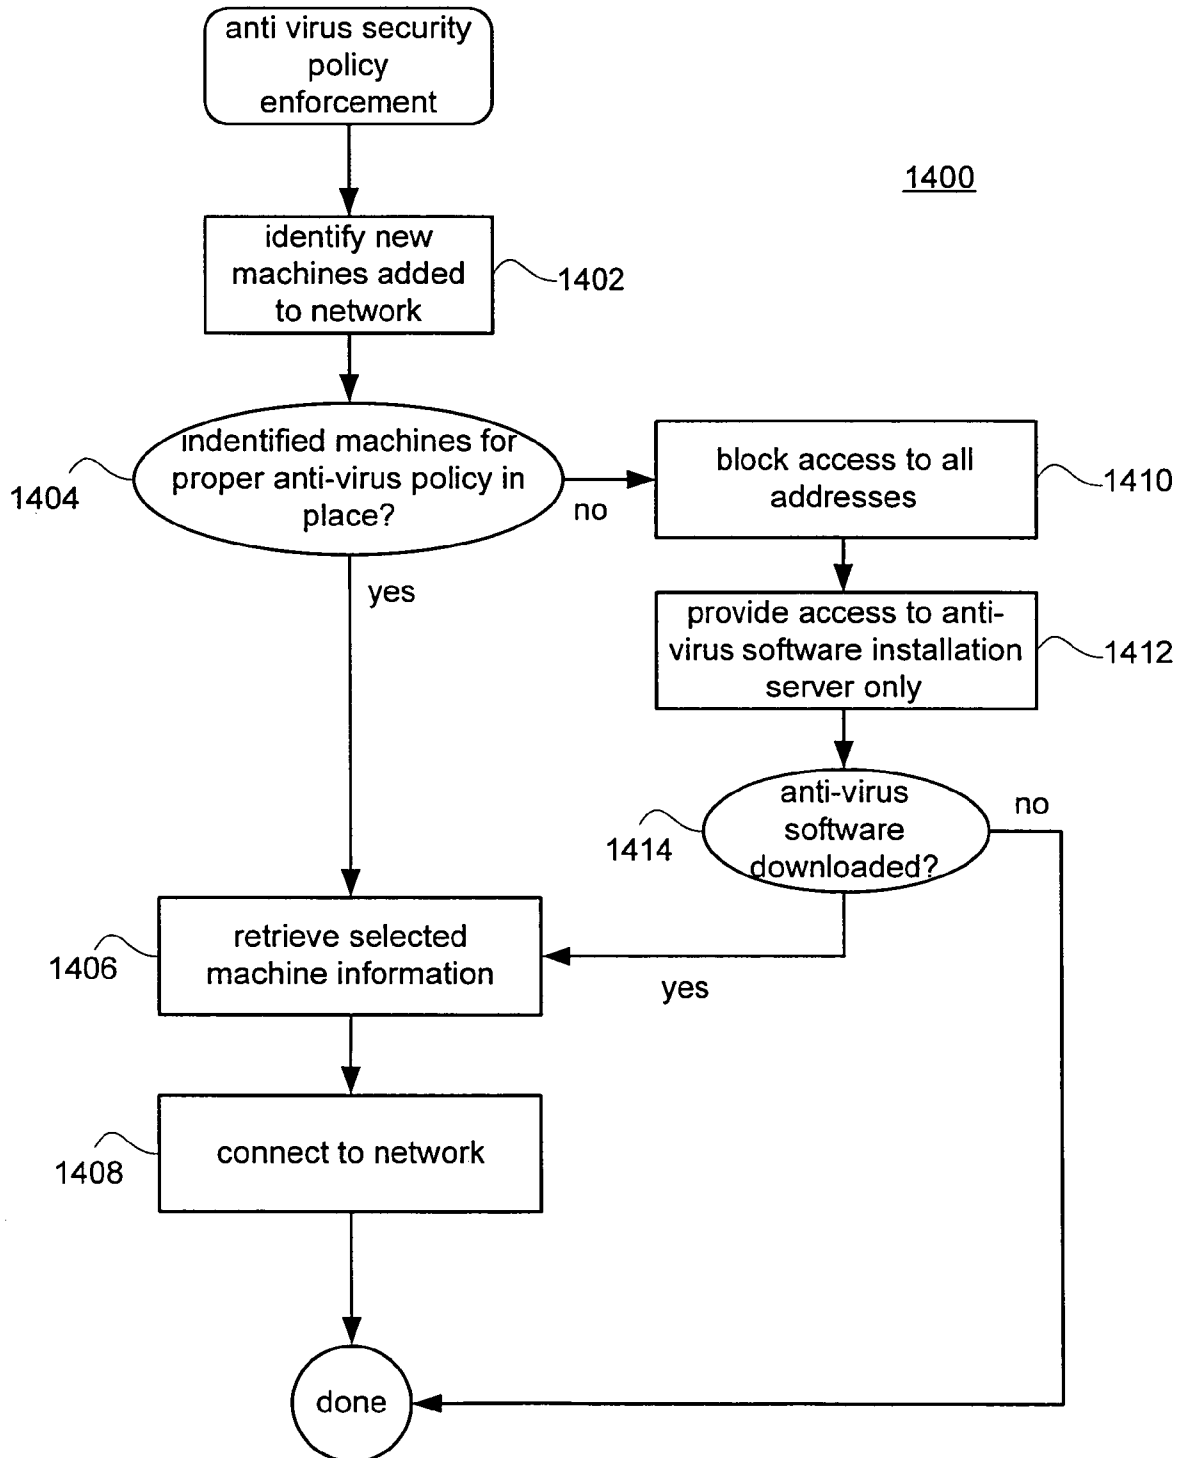 anti virus security
policy
enforcement
1400
identify new
machines added
to network
1402
indentified machines for
proper anti-virus policy in
place?
1404
no
yes
block access to all
addresses
1410
provide access to anti-
virus software installation
server only
1412
anti-virus
software
downloaded?
1414
no
yes
retrieve selected
machine information
1406
connect to network
1408
done